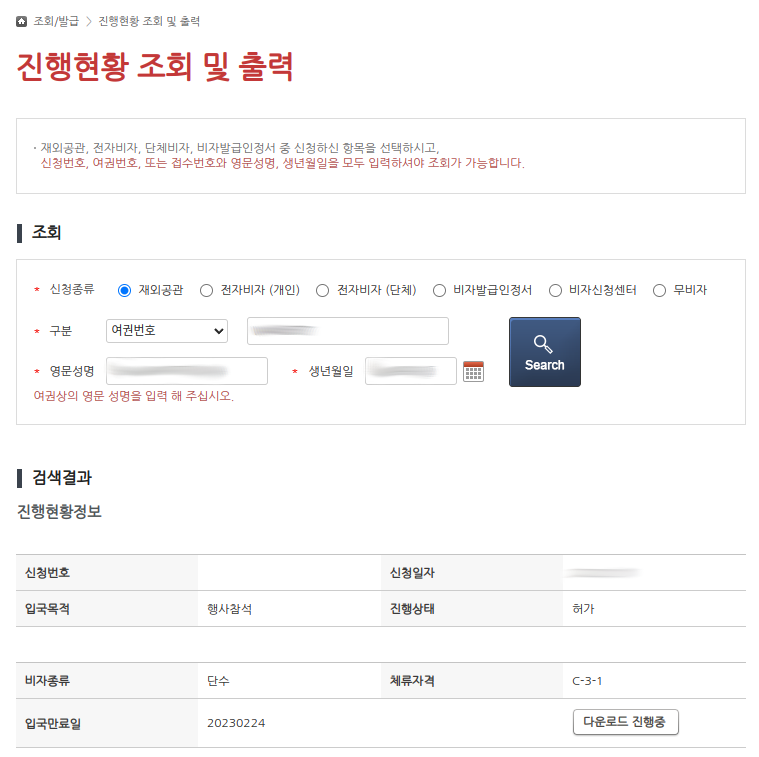 조회/발급 > 진행현황 조회 및 출력
진행현황 조회 및 출력
· 재외공관, 전자비자, 단체비자, 비자발급인정서 중 신청하신 항목을 선택하시고,
신청번호, 여권번호, 또는 접수번호와 영문성명, 생년월일을 모두 입력하셔야 조회가 가능합니다.
조회
* 신청종류 재외공관 전자비자 (개인) 전자비자 (단체) 비자발급인정서 비자신청센터 무비자
* 구분 여권번호
Search
* 영문성명 * 생년월일
여권상의 영문 성명을 입력 해 주십시오.
검색결과
진행현황정보
신청번호 신청일자
입국목적 행사참석 진행상태 허가
비자종류 단수 체류자격 C-3-1
입국만료일 20230224 다운로드 진행중